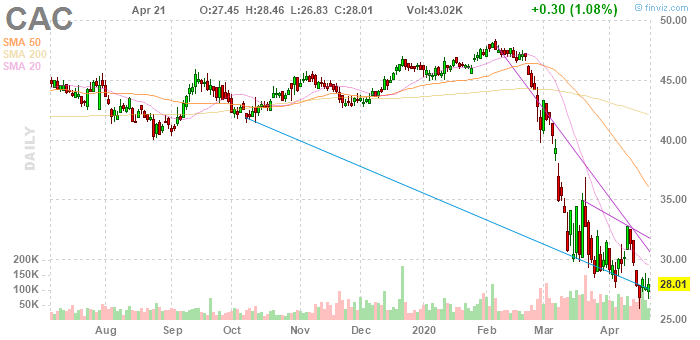 CAC Apr 21 O:27.45 H:28.46 L:26.83 C:28.01 Vol:43.02K +0.30 (1.08%) © finviz.com
SMA 50
SMA 200
SMA 20
DAILY
50.00
45.00
40.00
35.00
30.00
28.01
25.00
200K
150K
100K
50K
Aug Sep Oct Nov Dec 2020 Feb Mar Apr